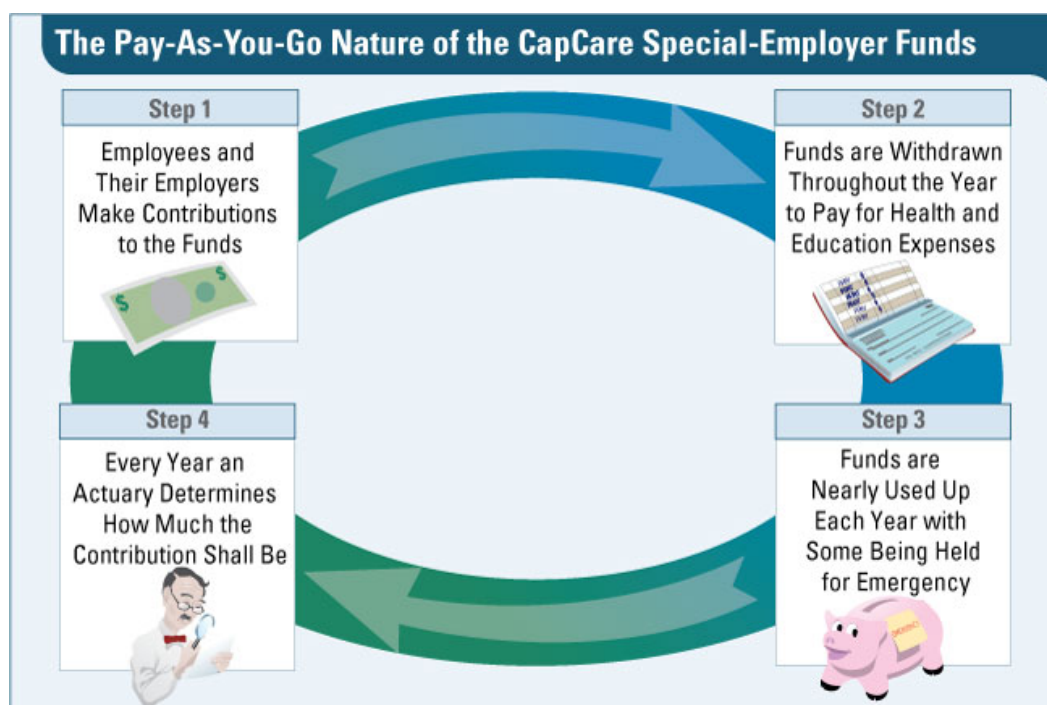 The Pay-As-You-Go Nature of the CapCare Special-Employer Funds
Step 1
Employees and
Their Employers
Make Contributions
to the Funds
$
$
Step 2
Funds are Withdrawn
Throughout the Year
to Pay for Health and
Education Expenses
Step 3
Funds are
Nearly Used Up
Each Year with
Some Being Held
for Emergency
EMERGENCY
Step 4
Every Year an
Actuary Determines
How Much the
Contribution Shall Be